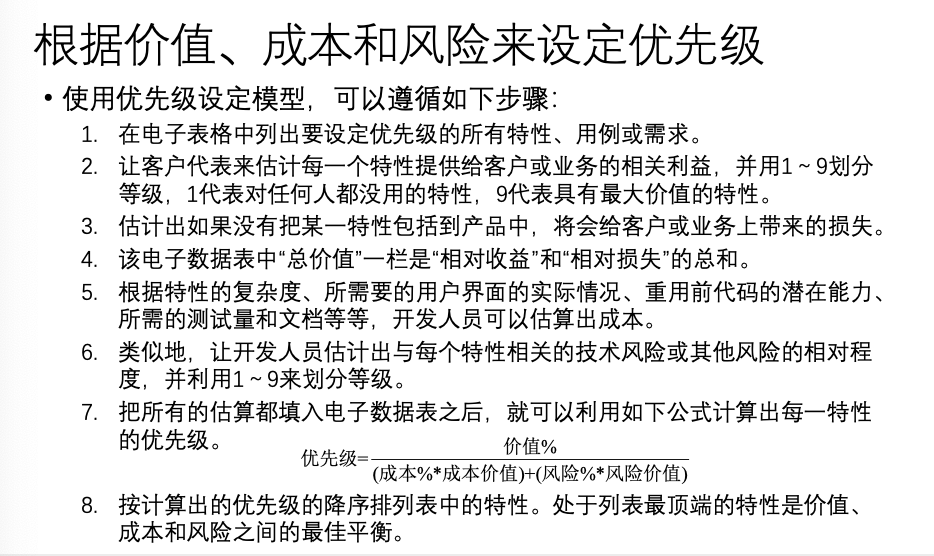 根据价值、成本和风险来设定优先级
• 使用优先级设定模型，可以遵循如下步骤：
1. 在电子表格中列出要设定优先级的所有特性、用例或需求。
2. 让客户代表来估计每一个特性提供给客户或业务的相关利益，并用1～9划分
等级，1代表对任何人都没用的特性，9代表具有最大价值的特性。
3. 估计出如果没有把某一特性包括到产品中，将会给客户或业务上带来的损失。
4. 该电子数据表中“总价值”一栏是“相对收益”和“相对损失”的总和。
5. 根据特性的复杂度、所需要的用户界面的实际情况、重用前代码的潜在能力、
所需的测试量和文档等等，开发人员可以估算出成本。
6. 类似地，让开发人员估计出与每个特性相关的技术风险或其他风险的相对程
度，并利用1～9来划分等级。
7. 把所有的估算都填入电子数据表之后，就可以利用如下公式计算出每一特性
的优先级。
价值%
优先级=
(成本%*成本价值)+(风险%*风险价值)
8. 按计算出的优先级的降序排列表中的特性。处于列表最顶端的特性是价值、
成本和风险之间的最佳平衡。